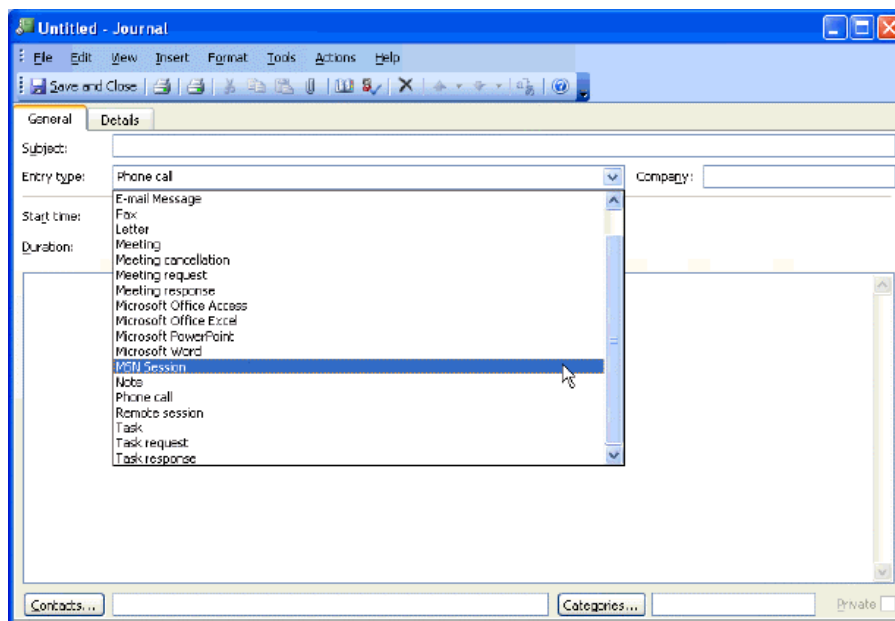 Untitled - Journal
File Edit View Insert Format Tools Actions Help
Save and Close
General Details
Subject:
Entry type: Phone call Company:
E-mail Message
Fax
Start time:
Letter
Meeting
Duration:
Meeting cancellation
Meeting request
Meeting response
Microsoft Office Access
Microsoft Office Excel
Microsoft PowerPoint
Microsoft Word
MSN Session
Note
Phone call
Remote session
Task
Task request
Task response
Contacts... Categories... Private